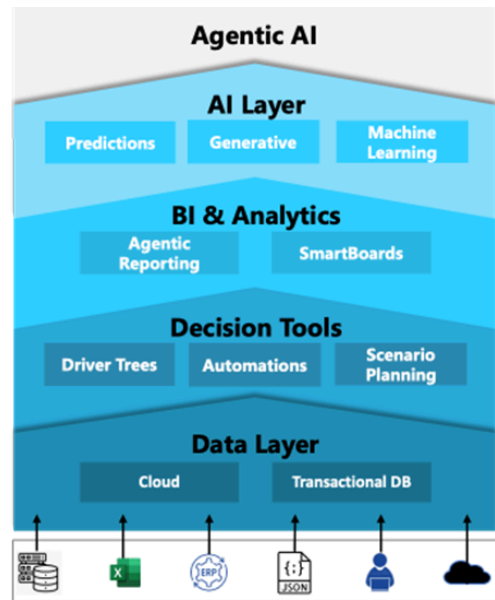 Agentic AI
AI Layer
Predictions
Generative
Machine
Learning
BI & Analytics
Agentic
Reporting
SmartBoards
Decision Tools
Driver Trees
Automations
Scenario
Planning
Data Layer
Cloud
Transactional DB
X
ERP
{;}
JSON